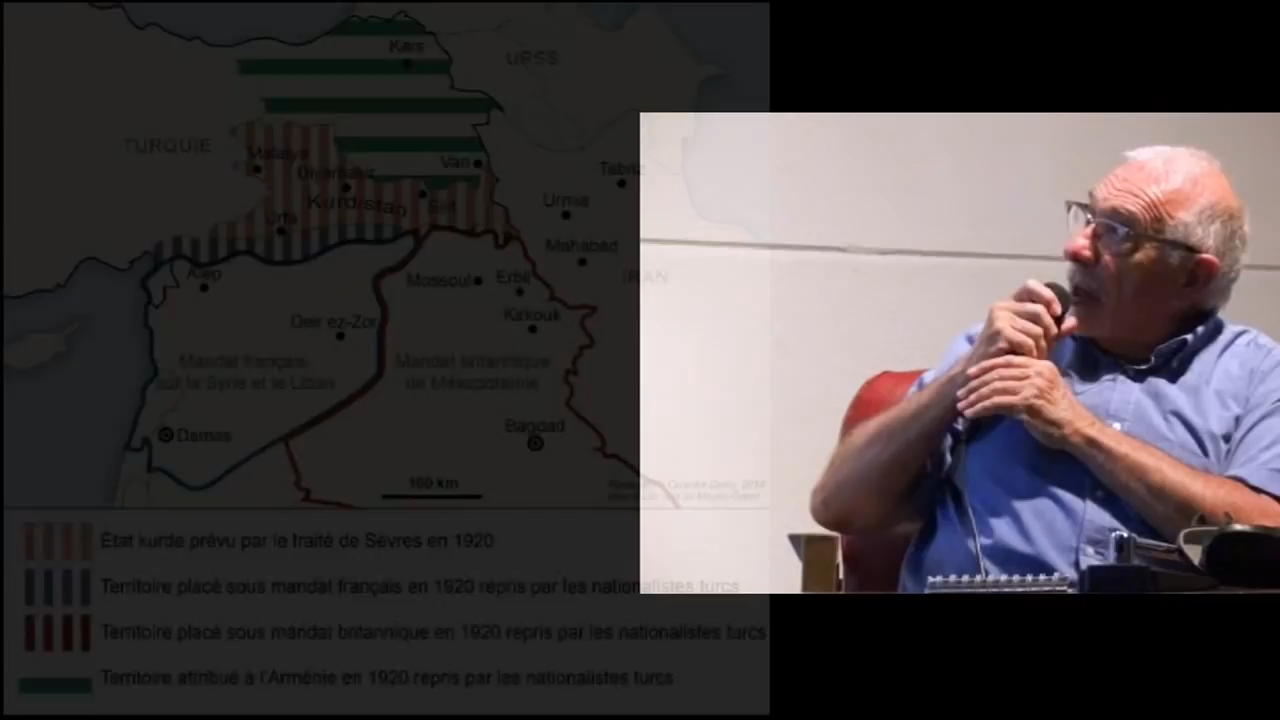 Kars
URSS
TURQUIE
Malatya
Diyarbakir
Van
Tabriz
Kurdistan
Siirt
Urmia
Urfa
Mahabad
Alep
Mossoul
Erbil
IRAN
Deir ez-Zor
Kirkouk
Mandat français
sur la Syrie et le Liban
Mandat britannique
de Mésopotamie
Damas
Bagdad
100 km
État kurde prévu par le traité de Sèvres en 1920
Territoire placé sous mandat français en 1920 repris par les nationalistes turcs
Territoire placé sous mandat britannique en 1920 repris par les nationalistes turcs
Territoire attribué à l'Arménie en 1920 repris par les nationalistes turcs